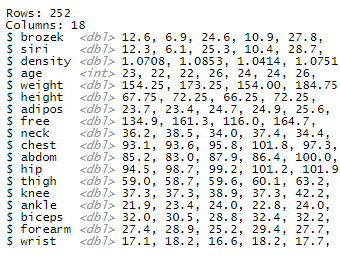 Rows: 252
Columns: 18
$ brozek <dbl> 12.6, 6.9, 24.6, 10.9, 27.8,
$ siri <dbl> 12.3, 6.1, 25.3, 10.4, 28.7,
$ density <dbl> 1.0708, 1.0853, 1.0414, 1.0751
$ age <int> 23, 22, 22, 26, 24, 24, 26,
$ weight <dbl> 154.25, 173.25, 154.00, 184.75
$ height <dbl> 67.75, 72.25, 66.25, 72.25,
$ adipos <dbl> 23.7, 23.4, 24.7, 24.9, 25.6,
$ free <dbl> 134.9, 161.3, 116.0, 164.7,
$ neck <dbl> 36.2, 38.5, 34.0, 37.4, 34.4,
$ chest <dbl> 93.1, 93.6, 95.8, 101.8, 97.3,
$ abdom <dbl> 85.2, 83.0, 87.9, 86.4, 100.0,
$ hip <dbl> 94.5, 98.7, 99.2, 101.2, 101.9
$ thigh <dbl> 59.0, 58.7, 59.6, 60.1, 63.2,
$ knee <dbl> 37.3, 37.3, 38.9, 37.3, 42.2,
$ ankle <dbl> 21.9, 23.4, 24.0, 22.8, 24.0,
$ biceps <dbl> 32.0, 30.5, 28.8, 32.4, 32.2,
$ forearm <dbl> 27.4, 28.9, 25.2, 29.4, 27.7,
$ wrist <dbl> 17.1, 18.2, 16.6, 18.2, 17.7,